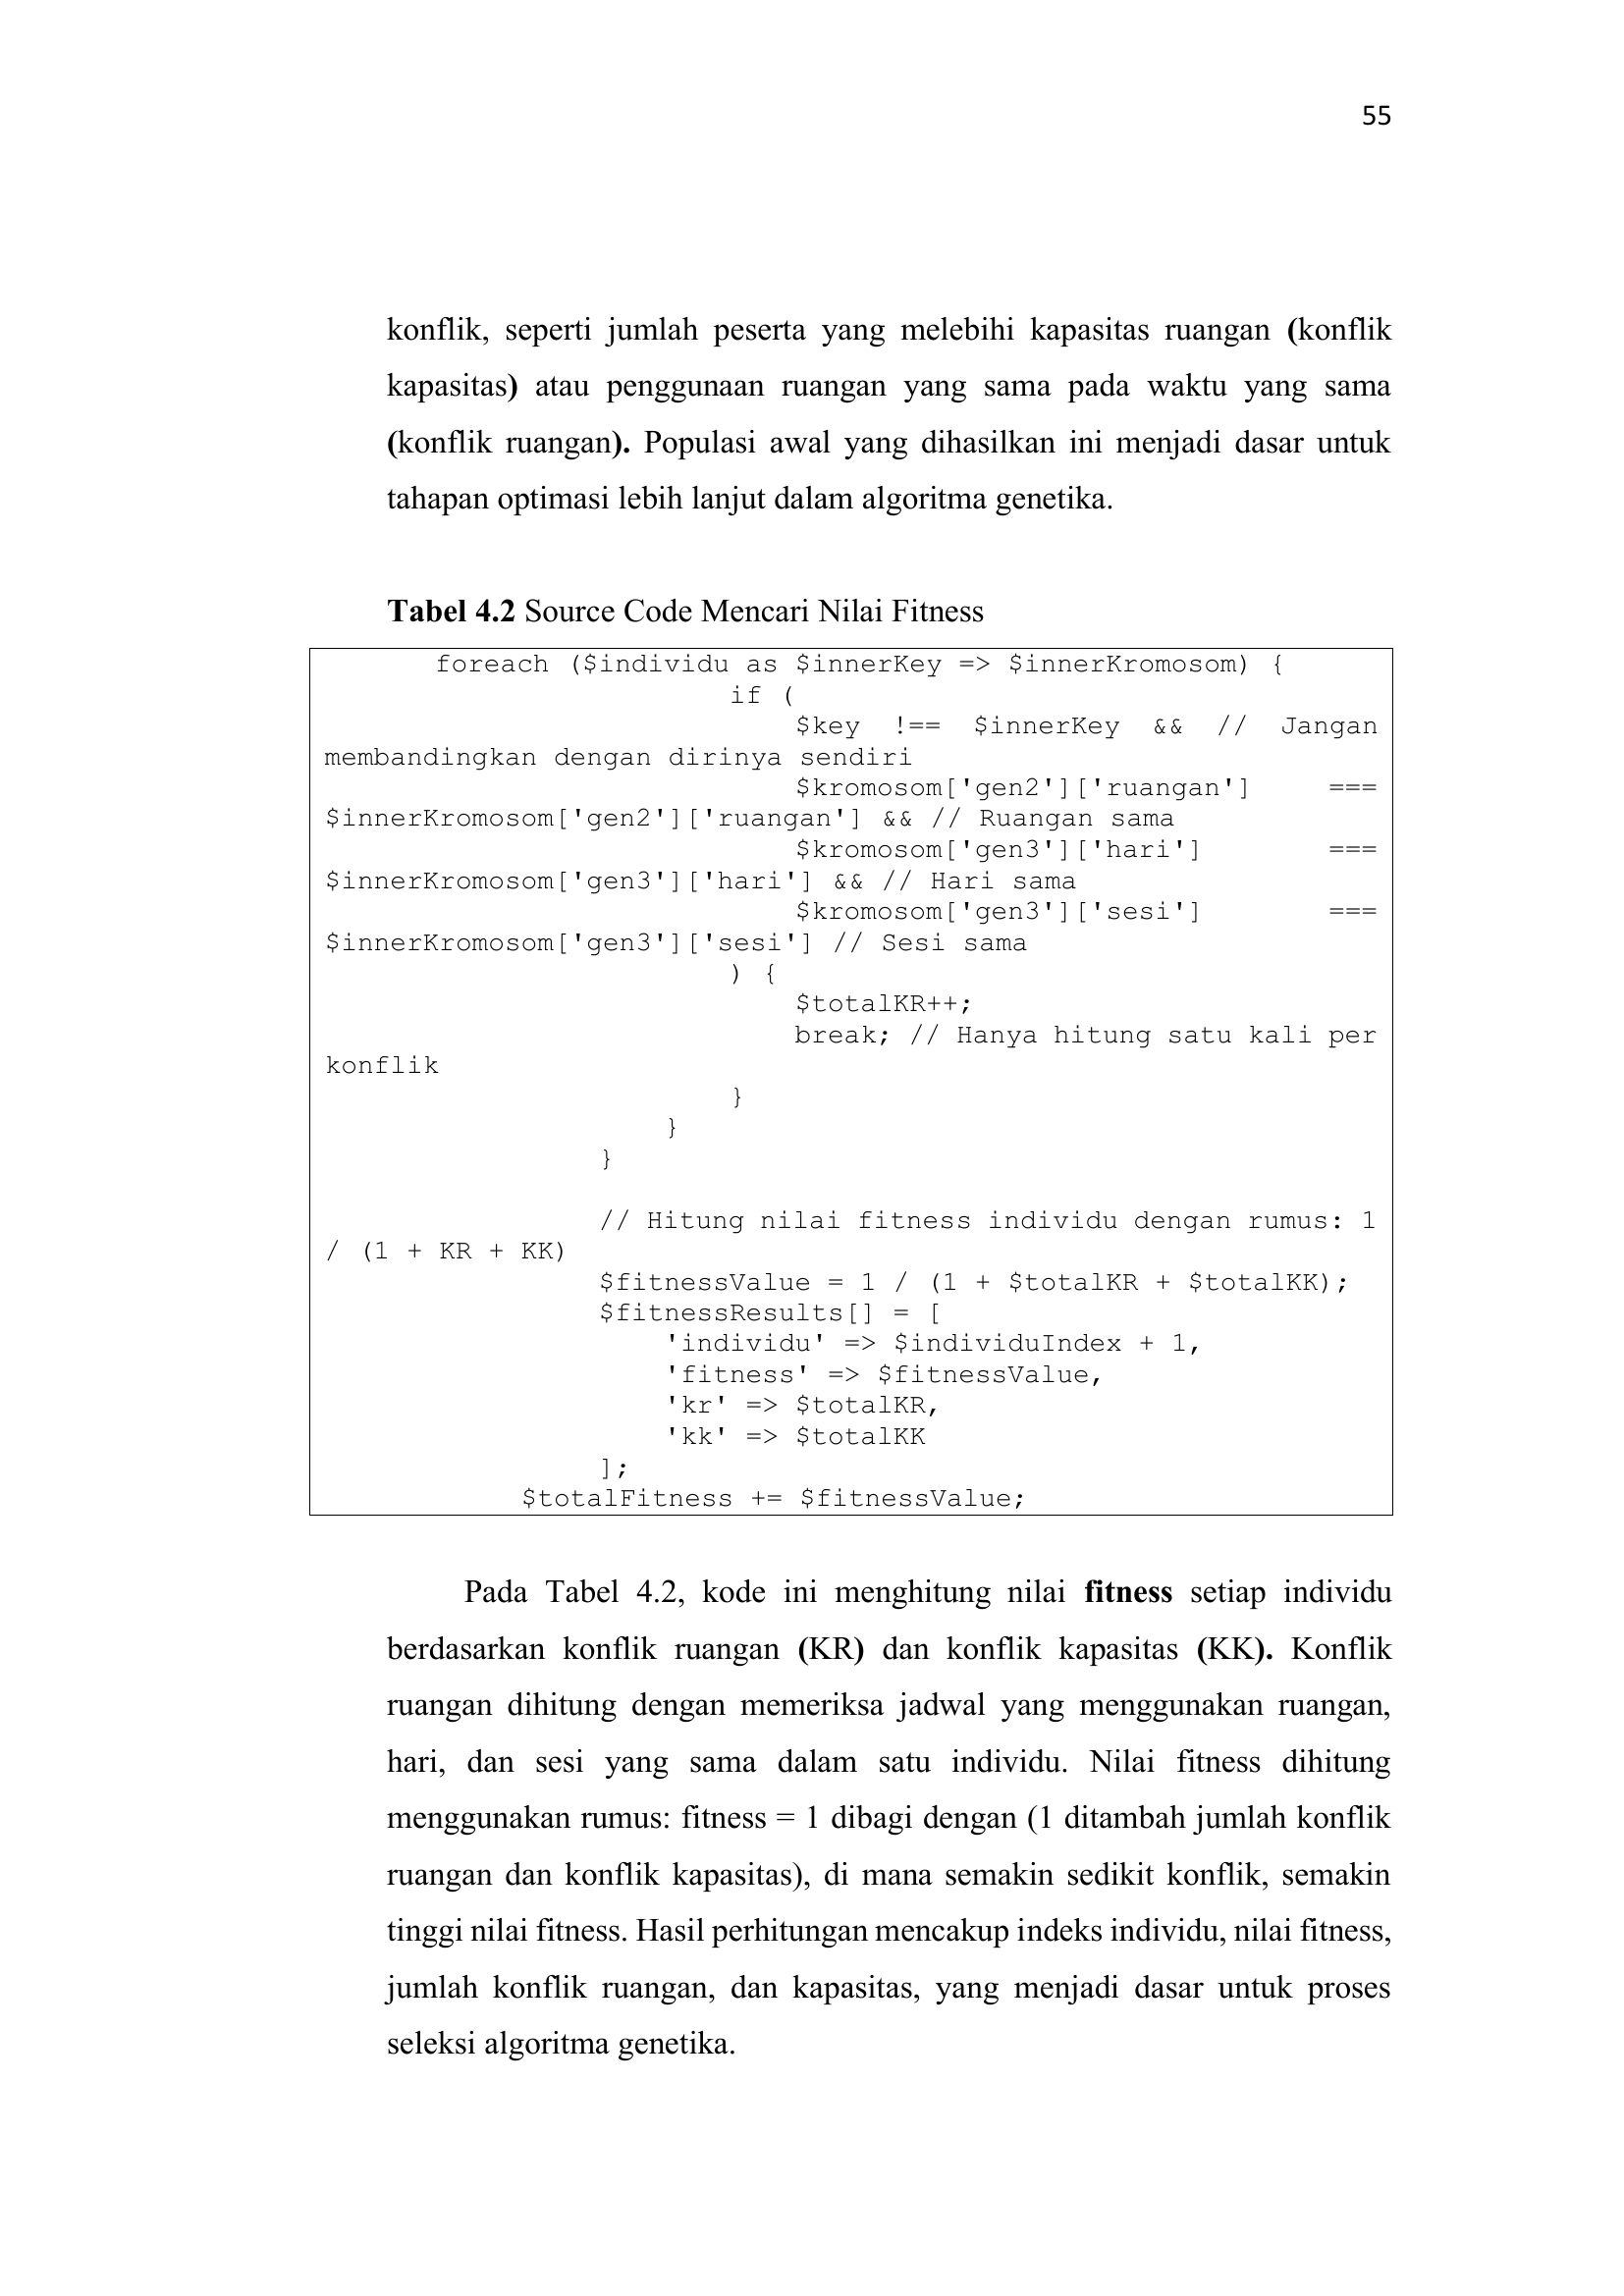 55
konflik, seperti jumlah peserta yang melebihi kapasitas ruangan (konflik
kapasitas) atau penggunaan ruangan yang sama pada waktu yang sama
(konflik ruangan). Populasi awal yang dihasilkan ini menjadi dasar untuk
tahapan optimasi lebih lanjut dalam algoritma genetika.
Tabel 4.2 Source Code Mencari Nilai Fitness
foreach ($individu as $innerKey => $innerKromosom) {
if (
$key !== $innerKey && // Jangan
membandingkan dengan dirinya sendiri
$kromosom['gen2']['ruangan'] ===
$innerKromosom['gen2']['ruangan'] && // Ruangan sama
$kromosom['gen3']['hari'] ===
$innerKromosom['gen3']['hari'] && // Hari sama
$kromosom['gen3']['sesi'] ===
$innerKromosom['gen3']['sesi'] // Sesi sama
) {
$totalKR++;
break; // Hanya hitung satu kali per
konflik
}
}
}
// Hitung nilai fitness individu dengan rumus: 1
/ (1 + KR + KK)
$fitnessValue = 1 / (1 + $totalKR + $totalKK);
$fitnessResults[] = [
'individu' => $individuIndex + 1,
'fitness' => $fitnessValue,
'kr' => $totalKR,
'kk' => $totalKK
];
$totalFitness += $fitnessValue;
Pada Tabel 4.2, kode ini menghitung nilai fitness setiap individu
berdasarkan konflik ruangan (KR) dan konflik kapasitas (KK). Konflik
ruangan dihitung dengan memeriksa jadwal yang menggunakan ruangan,
hari, dan sesi yang sama dalam satu individu. Nilai fitness dihitung
menggunakan rumus: fitness = 1 dibagi dengan (1 ditambah jumlah konflik
ruangan dan konflik kapasitas), di mana semakin sedikit konflik, semakin
tinggi nilai fitness. Hasil perhitungan mencakup indeks individu, nilai fitness,
jumlah konflik ruangan, dan kapasitas, yang menjadi dasar untuk proses
seleksi algoritma genetika.